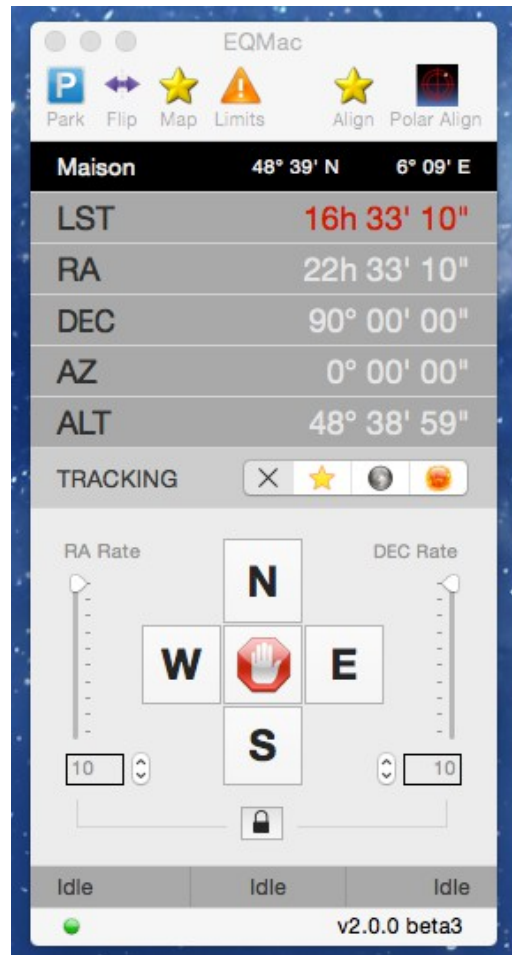 EQMac
P
Park Flip Map Limits Align Polar Align
Maison 48° 39' N 6° 09' E
LST 16h 33' 10"
RA 22h 33' 10"
DEC 90° 00' 00"
AZ 0° 00' 00"
ALT 48° 38' 59"
TRACKING
RA Rate DEC Rate
N
W E
S
10 10
Idle Idle Idle
v2.0.0 beta3